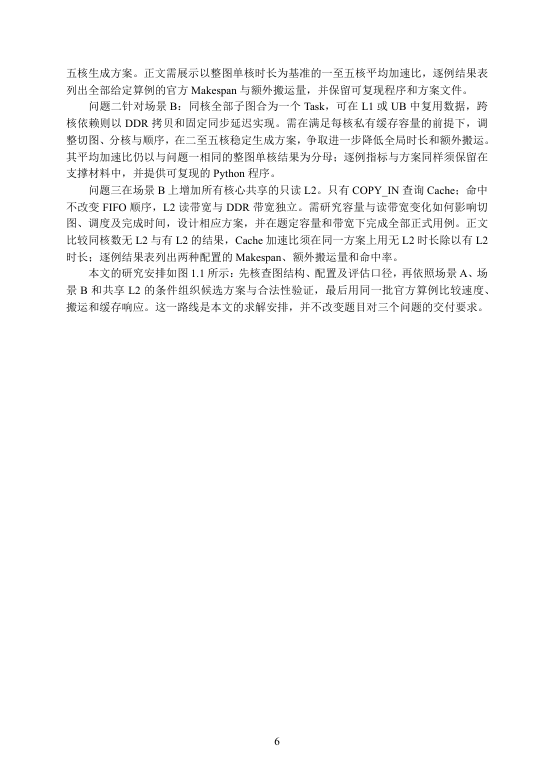 五核生成方案。正文需展示以整图单核时长为基准的一至五核平均加速比，逐例结果表
列出全部给定算例的官方 Makespan 与额外搬运量，并保留可复现程序和方案文件。
问题二针对场景 B：同核全部子图合为一个 Task，可在 L1 或 UB 中复用数据，跨
核依赖则以 DDR 拷贝和固定同步延迟实现。需在满足每核私有缓存容量的前提下，调
整切图、分核与顺序，在二至五核稳定生成方案，争取进一步降低全局时长和额外搬运。
其平均加速比仍以与问题一相同的整图单核结果为分母；逐例指标与方案同样须保留在
支撑材料中，并提供可复现的 Python 程序。
问题三在场景 B 上增加所有核心共享的只读 L2。只有 COPY_IN 查询 Cache；命中
不改变 FIFO 顺序，L2 读带宽与 DDR 带宽独立。需研究容量与读带宽变化如何影响切
图、调度及完成时间，设计相应方案，并在题定容量和带宽下完成全部正式用例。正文
比较同核数无 L2 与有 L2 的结果，Cache 加速比须在同一方案上用无 L2 时长除以有 L2
时长；逐例结果表列出两种配置的 Makespan、额外搬运量和命中率。
本文的研究安排如图 1.1 所示：先核查图结构、配置及评估口径，再依照场景 A、场
景 B 和共享 L2 的条件组织候选方案与合法性验证，最后用同一批官方算例比较速度、
搬运和缓存响应。这一路线是本文的求解安排，并不改变题目对三个问题的交付要求。
6